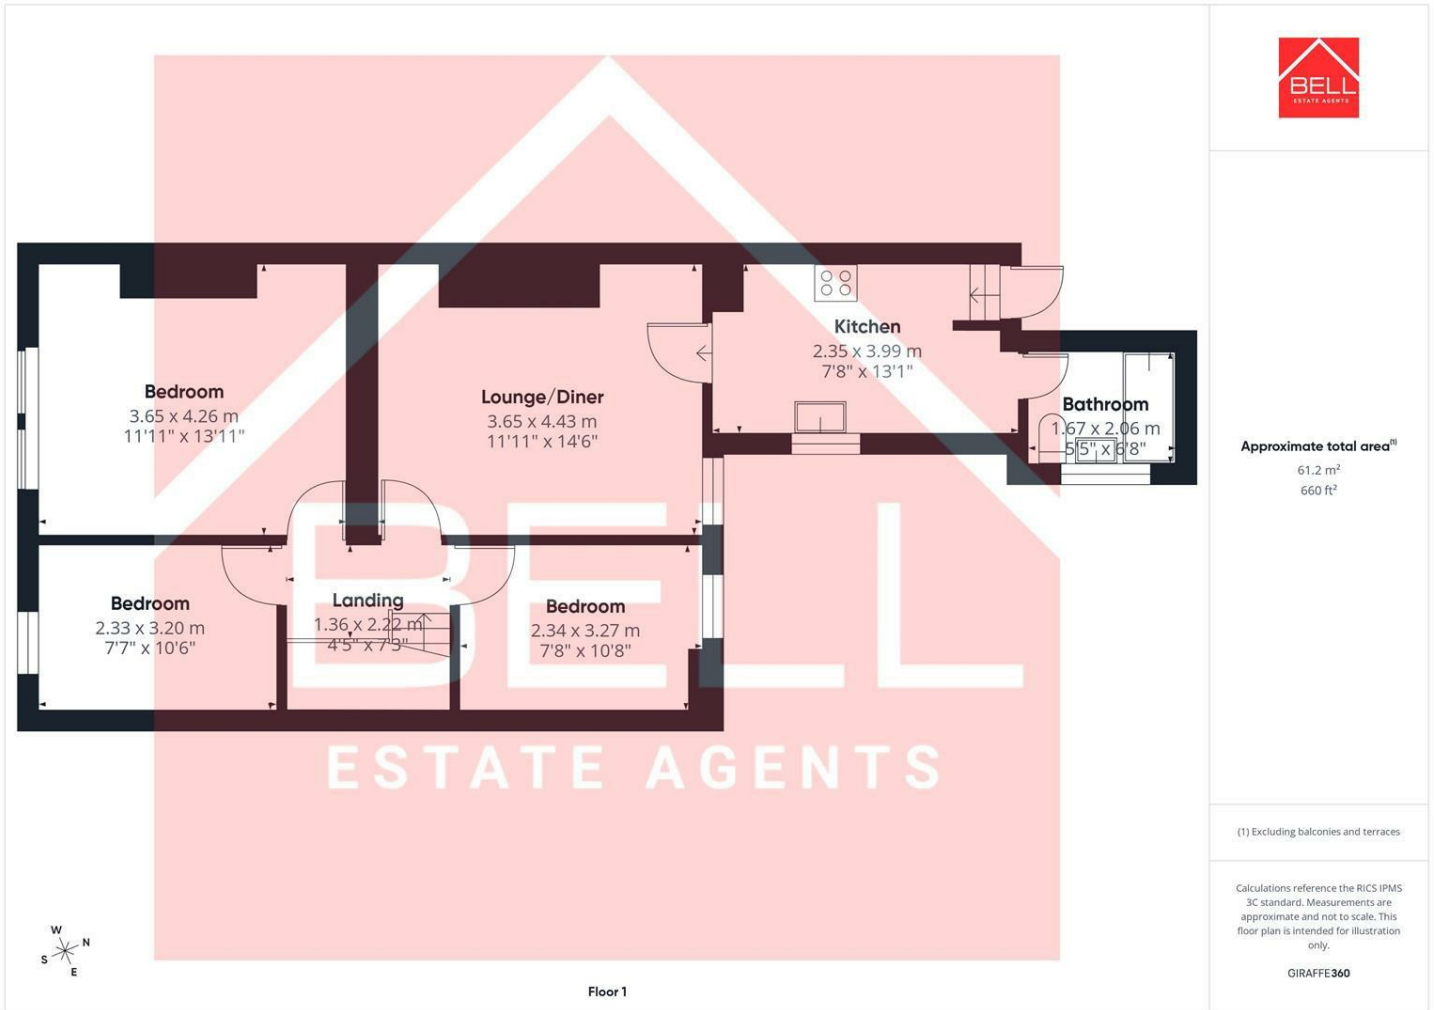 BELL
ESTATE AGENTS
Bedroom
3.65 x 4.26 m
11'11" x 13'11"
Lounge/Diner
3.65 x 4.43 m
11'11" x 14'6"
Kitchen
2.35 x 3.99 m
7'8" x 13'1"
Bathroom
1.67 x 2.06 m
5'5" x 6'8"
Bedroom
2.33 x 3.20 m
7'7" x 10'6"
Landing
1.36 x 2.22 m
4'5" x 7'3"
Bedroom
2.34 x 3.27 m
7'8" x 10'8"
BELL
ESTATE AGENTS
W
N
S
E
Floor 1
Approximate total area(1)
61.2 m²
660 ft²
(1) Excluding balconies and terraces
Calculations reference the RICS IPMS
3C standard. Measurements are
approximate and not to scale. This
floor plan is intended for illustration
only.
GIRAFFE360